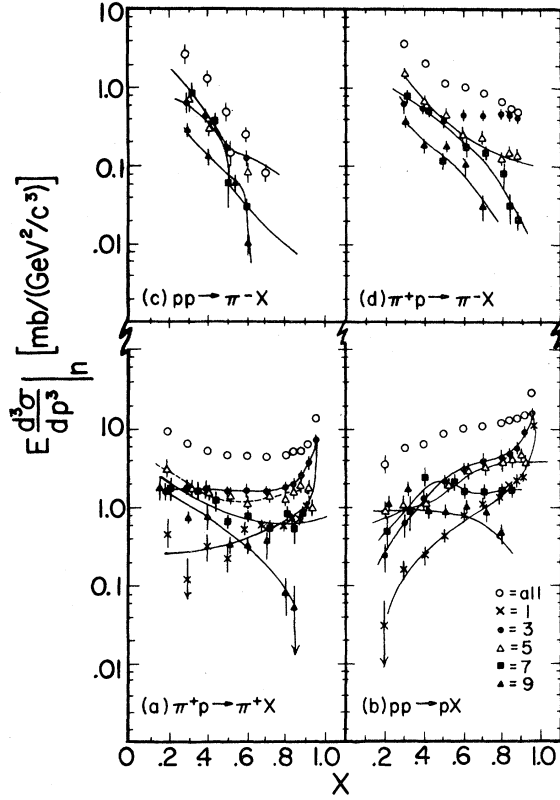 10
1.0
0.1
.01
(c) pp → π⁻X
(d) π⁺p → π⁻X
E d³σ/dp³|n [mb/(GeV²/c³)]
10
1.0
0.1
.01
(a) π⁺p → π⁺X
(b) pp → pX
○ = all
× = 1
● = 3
△ = 5
■ = 7
▲ = 9
0 .2 .4 .6 .8 1.0 .2 .4 .6 .8 1.0
X